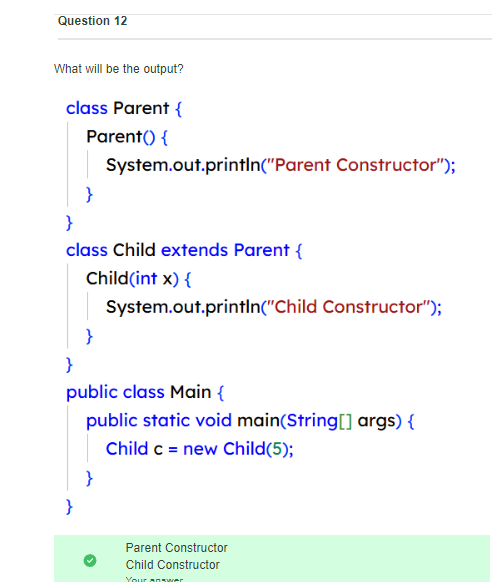 Question 12
What will be the output?
class Parent {
Parent() {
System.out.println("Parent Constructor");
}
}
class Child extends Parent {
Child(int x) {
System.out.println("Child Constructor");
}
}
public class Main {
public static void main(String[] args) {
Child c = new Child(5);
}
}
Parent Constructor
Child Constructor
Your answer